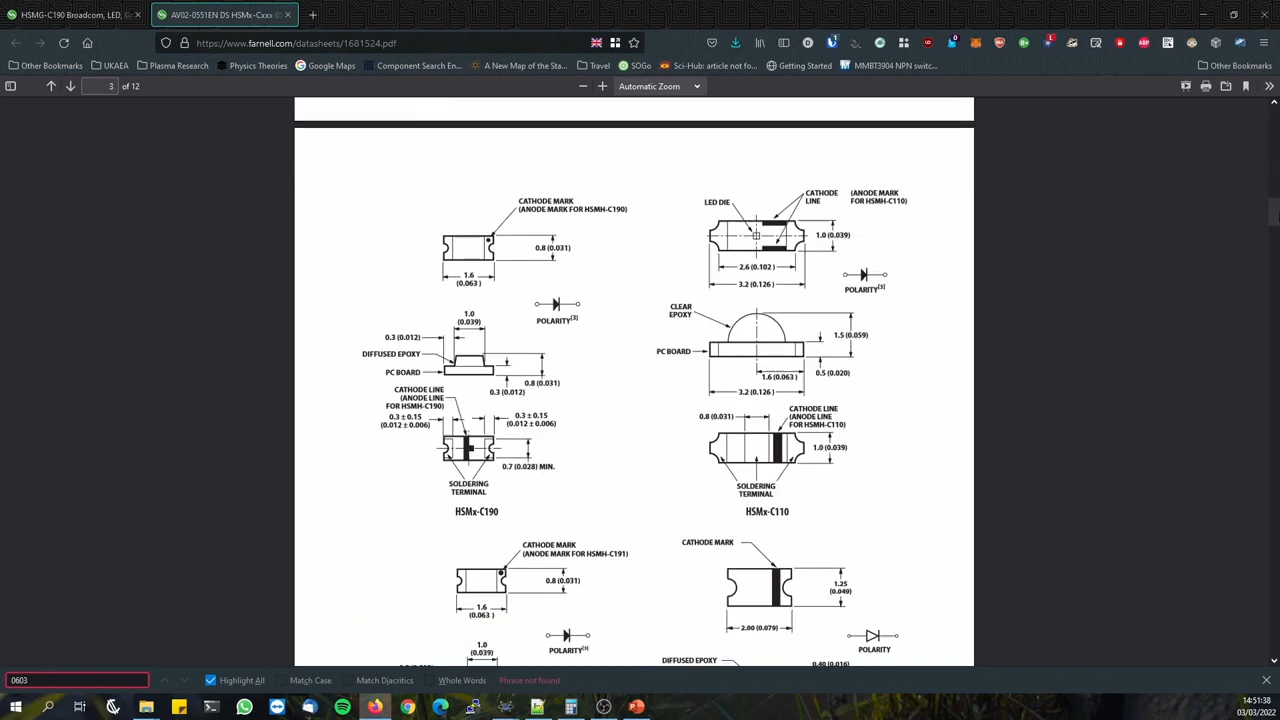 HSMG-C190 Broadcom, LED, G
AV02-0551EN DS HSMx-Cxxx 0
https://www.farnell.com/datasheets/1681524.pdf
Other Bookmarks
UKAEA
Plasma Research
Physics Theories
Google Maps
Component Search En...
A New Map of the Sta...
Travel
SOGo
Sci-Hub: article not fo...
Getting Started
MMBT3904 NPN switc...
Other Bookmarks
3 of 12
Automatic Zoom
CATHODE MARK
(ANODE MARK FOR HSMH-C190)
0.8 (0.031)
1.6
(0.063)
POLARITY[3]
1.0
(0.039)
0.3 (0.012)
DIFFUSED EPOXY
PC BOARD
0.8 (0.031)
0.3 (0.012)
CATHODE LINE
(ANODE LINE
FOR HSMH-C190)
0.3 ± 0.15
(0.012 ± 0.006)
0.3 ± 0.15
(0.012 ± 0.006)
0.7 (0.028) MIN.
SOLDERING
TERMINAL
HSMx-C190
LED DIE
CATHODE
LINE
(ANODE MARK
FOR HSMH-C110)
1.0 (0.039)
2.6 (0.102 )
3.2 (0.126 )
POLARITY[3]
CLEAR
EPOXY
1.5 (0.059)
PC BOARD
1.6 (0.063 )
0.5 (0.020)
3.2 (0.126 )
0.8 (0.031)
CATHODE LINE
(ANODE LINE
FOR HSMH-C110)
1.0 (0.039)
SOLDERING
TERMINAL
HSMx-C110
CATHODE MARK
(ANODE MARK FOR HSMH-C191)
0.8 (0.031)
1.6
(0.063)
POLARITY[3]
1.0
(0.039)
CATHODE MARK
1.25
(0.049)
2.00 (0.079)
POLARITY
DIFFUSED EPOXY
0.40 (0.016)
0603
Highlight All
Match Case
Match Diacritics
Whole Words
Phrase not found
14:51:38
03/03/2022